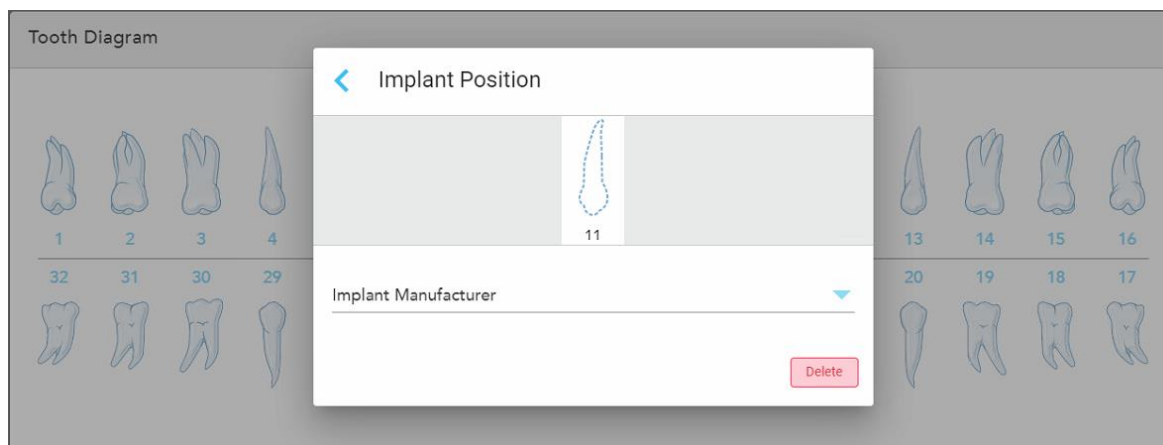 Tooth Diagram
Implant Position
11
1 2 3 4 13 14 15 16
32 31 30 29 20 19 18 17
Implant Manufacturer
Delete